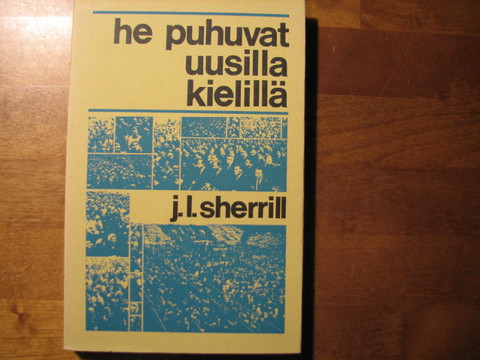 he puhuvat
uusilla
kielillä
j.l.sherrill